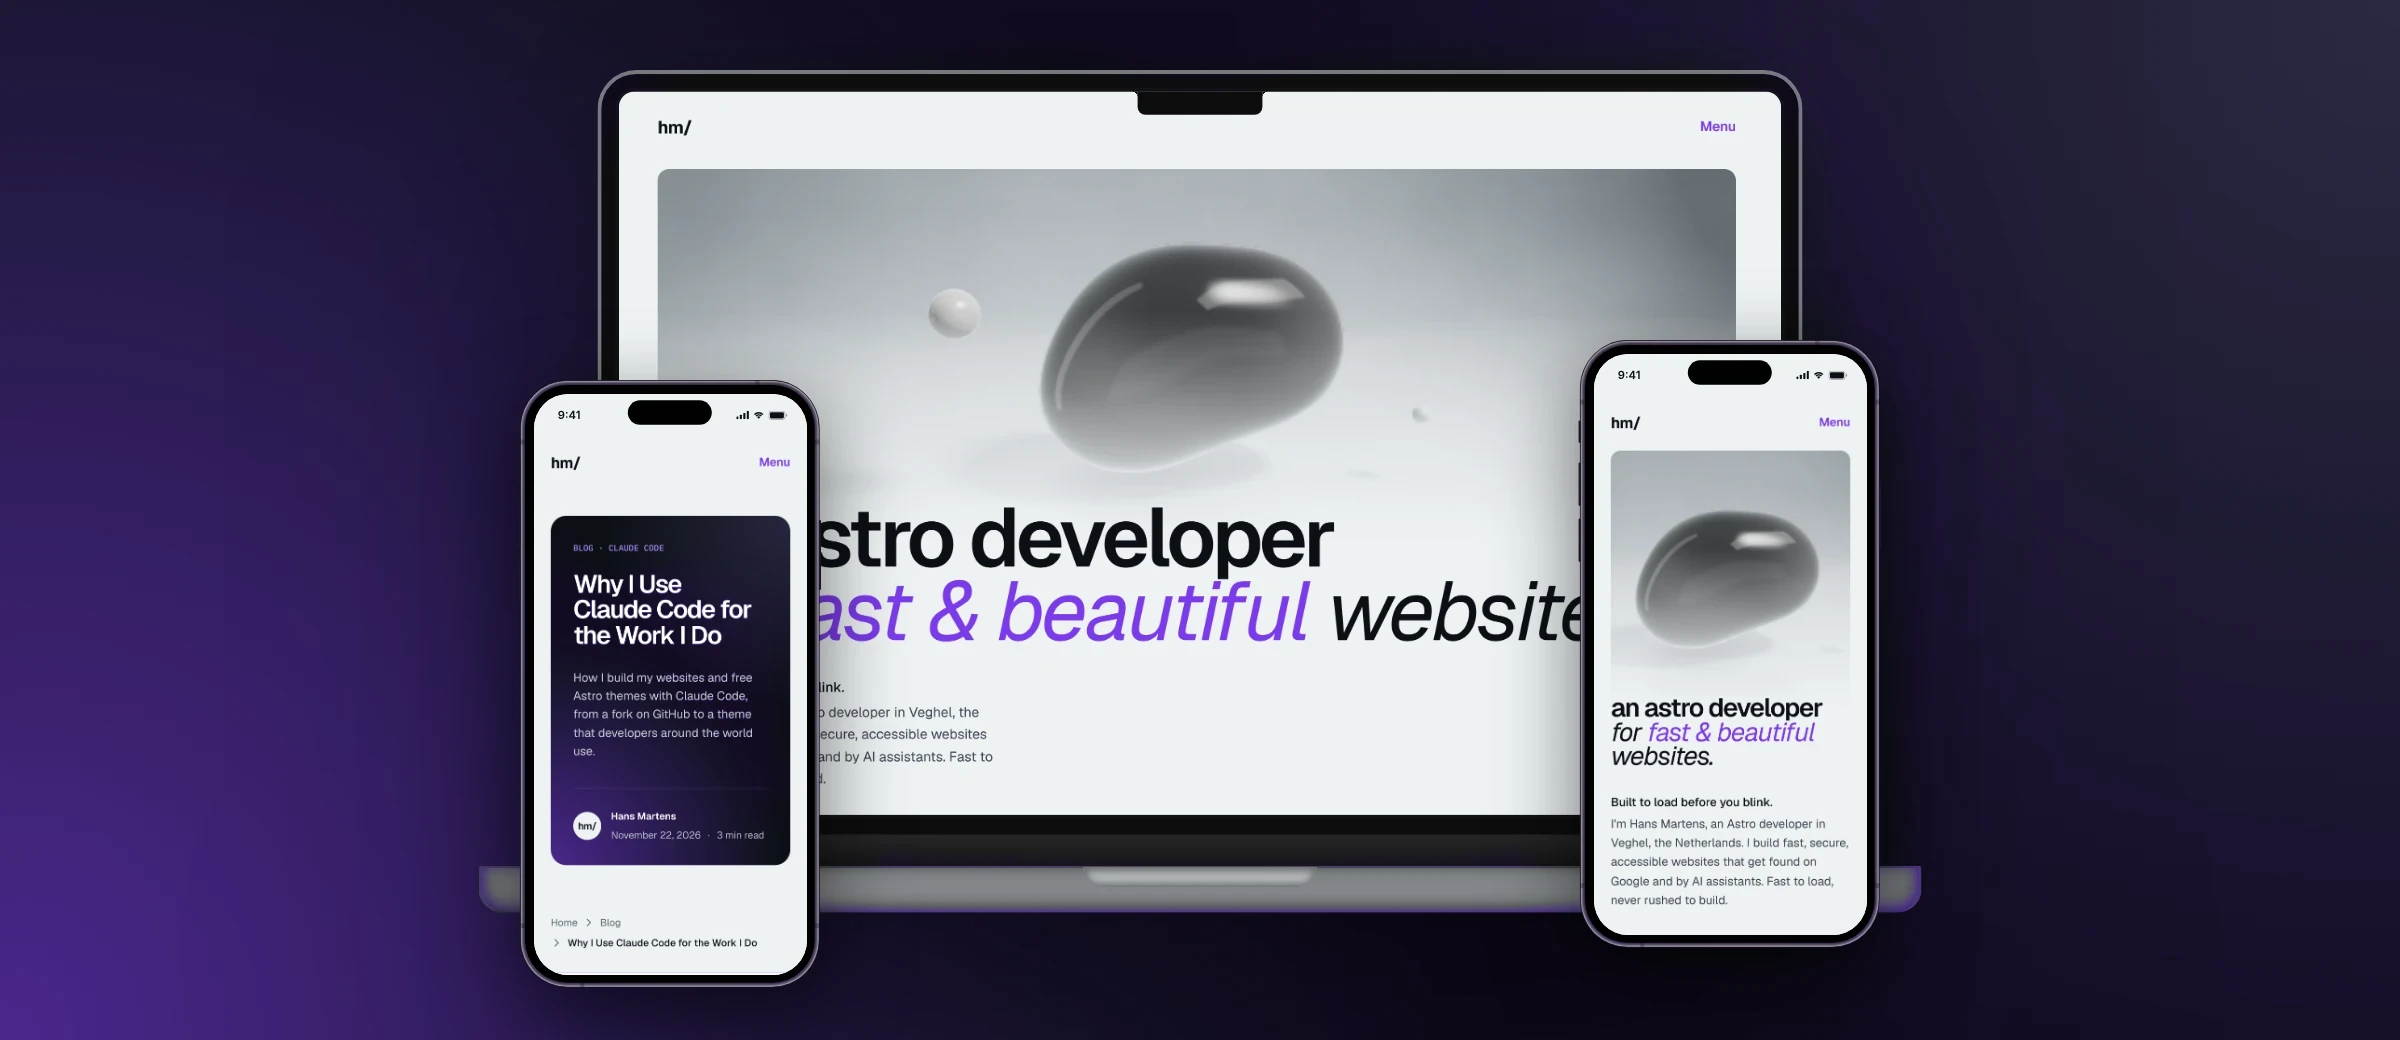 hm/
Menu
stro developer
ast & beautiful website
link.
developer in Veghel, the
ecure, accessible websites
and by AI assistants. Fast to
d.
9:41
hm/
Menu
BLOG · CLAUDE CODE
Why I Use
Claude Code for
the Work I Do
How I build my websites and free
Astro themes with Claude Code,
from a fork on GitHub to a theme
that developers around the world
use.
hm/
Hans Martens
November 22, 2026 · 3 min read
Home > Blog
> Why I Use Claude Code for the Work I Do
9:41
hm/
Menu
an astro developer
for fast & beautiful
websites.
Built to load before you blink.
I'm Hans Martens, an Astro developer in
Veghel, the Netherlands. I build fast, secure,
accessible websites that get found on
Google and by AI assistants. Fast to load,
never rushed to build.